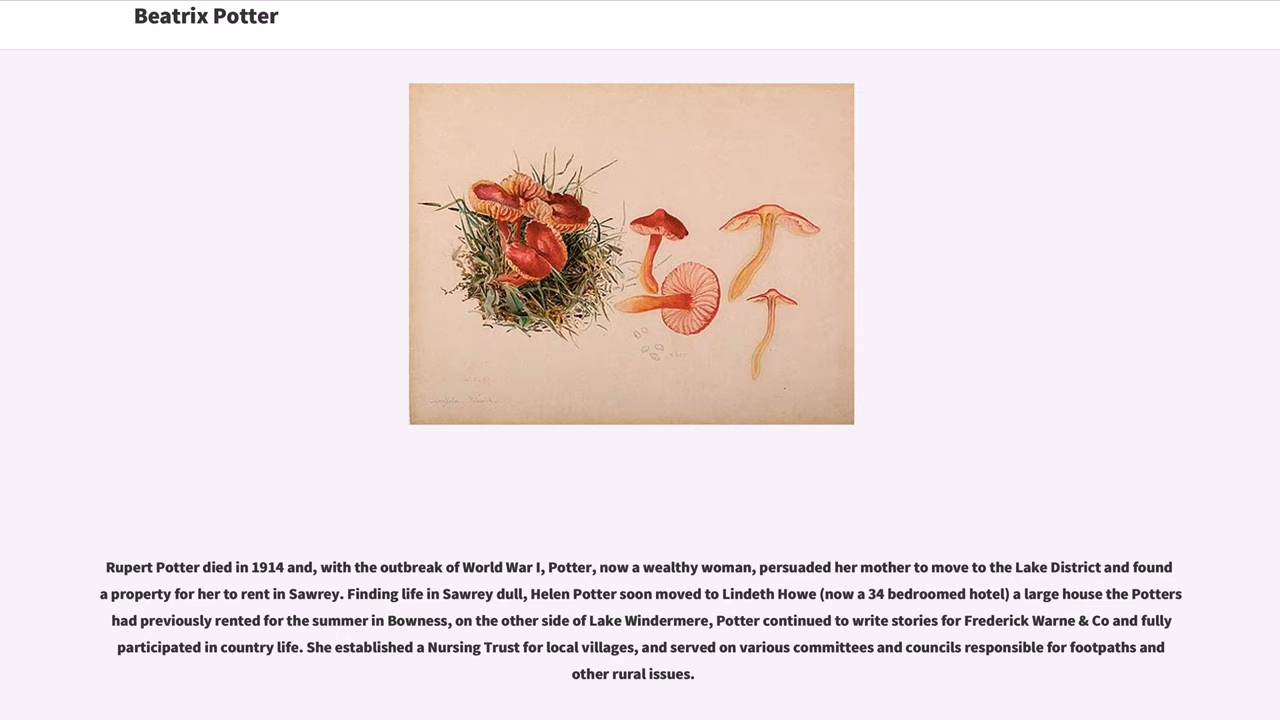 Beatrix Potter
Rupert Potter died in 1914 and, with the outbreak of World War I, Potter, now a wealthy woman, persuaded her mother to move to the Lake District and found
a property for her to rent in Sawrey. Finding life in Sawrey dull, Helen Potter soon moved to Lindeth Howe (now a 34 bedroomed hotel) a large house the Potters
had previously rented for the summer in Bowness, on the other side of Lake Windermere, Potter continued to write stories for Frederick Warne & Co and fully
participated in country life. She established a Nursing Trust for local villages, and served on various committees and councils responsible for footpaths and
other rural issues.